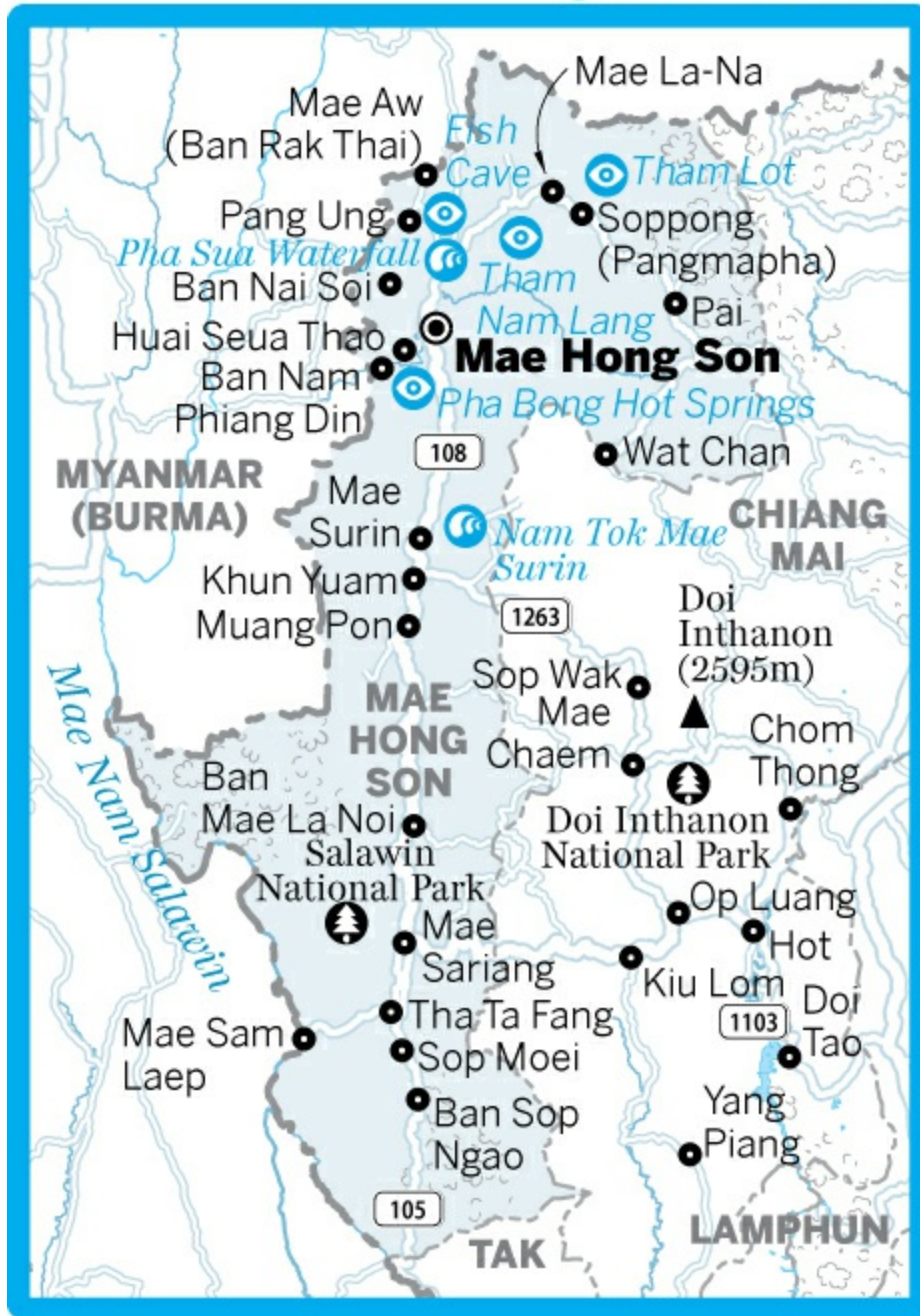 Mae La-Na
Mae Aw
(Ban Rak Thai)
Fish
Cave
Tham Lot
Pang Ung
Soppong
(Pangmapha)
Pha Sua Waterfall
Tham
Nam Lang
Ban Nai Soi
Pai
Huai Seua Thao
Mae Hong Son
Ban Nam
Phiang Din
Pha Bong Hot Springs
108
Wat Chan
MYANMAR
(BURMA)
Mae
Surin
Nam Tok Mae
Surin
CHIANG
MAI
Khun Yuam
1263
Doi
Inthanon
(2595m)
Muang Pon
Sop Wak
Mae
Chaem
MAE
HONG
SON
Chom
Thong
Mae Nam Salawin
Ban
Mae La Noi
Doi Inthanon
National Park
Salawin
National Park
Op Luang
Mae
Sariang
Hot
Kiu Lom
Tha Ta Fang
1103
Doi
Tao
Mae Sam
Laep
Sop Moei
Ban Sop
Ngao
Yang
Piang
105
LAMPHUN
TAK